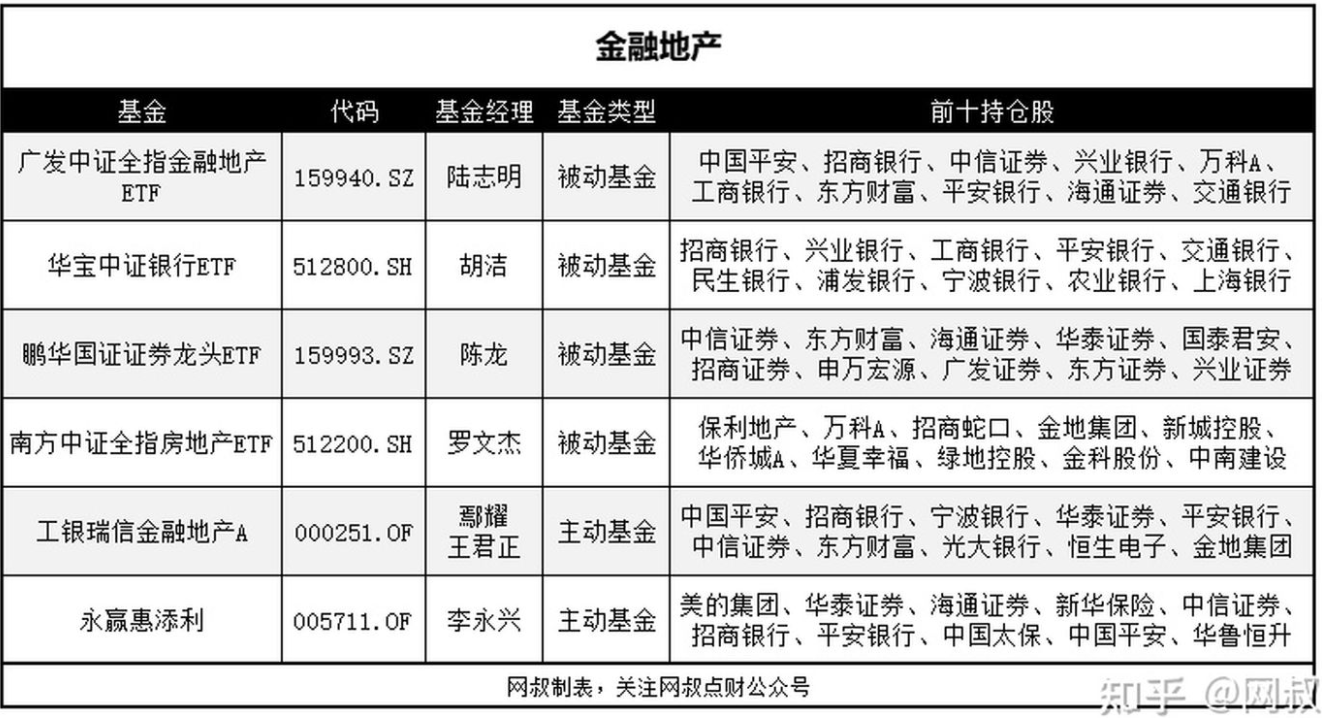 金融地产
基金 代码 基金经理 基金类型 前十持仓股
广发中证全指金融地产
ETF
159940.SZ
陆志明
被动基金
中国平安、招商银行、中信证券、兴业银行、万科A、
工商银行、东方财富、平安银行、海通证券、交通银行
华宝中证银行ETF
512800.SH
胡洁
被动基金
招商银行、兴业银行、工商银行、平安银行、交通银行、
民生银行、浦发银行、宁波银行、农业银行、上海银行
鹏华国证证券龙头ETF
159993.SZ
陈龙
被动基金
中信证券、东方财富、海通证券、华泰证券、国泰君安、
招商证券、申万宏源、广发证券、东方证券、兴业证券
南方中证全指房地产ETF
512200.SH
罗文杰
被动基金
保利地产、万科A、招商蛇口、金地集团、新城控股、
华侨城A、华夏幸福、绿地控股、金科股份、中南建设
工银瑞信金融地产A
000251.OF
鄢耀
王君正
主动基金
中国平安、招商银行、宁波银行、华泰证券、平安银行、
中信证券、东方财富、光大银行、恒生电子、金地集团
永赢惠添利
005711.OF
李永兴
主动基金
美的集团、华泰证券、海通证券、新华保险、中信证券、
招商银行、平安银行、中国太保、中国平安、华鲁恒升
网叔制表，关注网叔点财公众号
知乎 @网叔